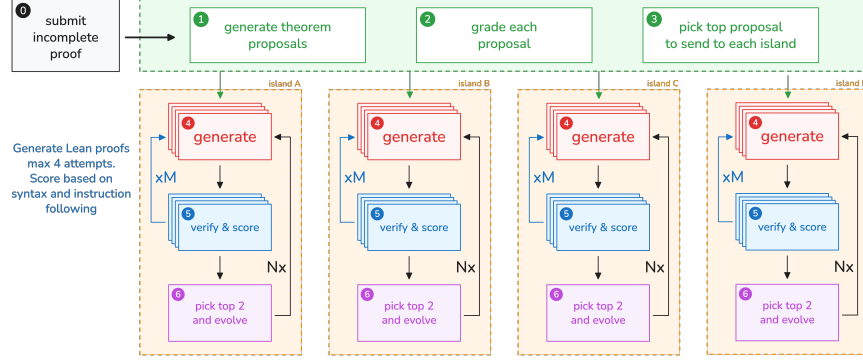 0
submit
incomplete
proof
1
generate theorem
proposals
2
grade each
proposal
3
pick top proposal
to send to each island
island A
island B
island C
island
Generate Lean proofs
max 4 attempts.
Score based on
syntax and instruction
following
4
generate
xM
5
verify & score
Nx
6
pick top 2
and evolve
4
generate
xM
5
verify & score
Nx
6
pick top 2
and evolve
4
generate
xM
5
verify & score
Nx
6
pick top 2
and evolve
4
generate
xM
5
verify & score
Nx
6
pick top 2
and evolve